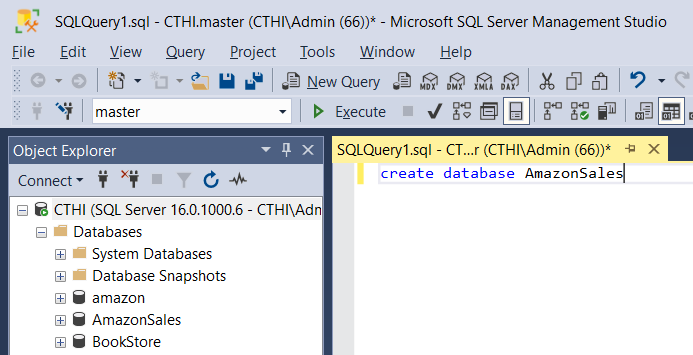 SQLQuery1.sql - CTHI.master (CTHI\Admin (66))* - Microsoft SQL Server Management Studio
File Edit View Query Project Tools Window Help
New Query MDX DMX XMLA DAX
master Execute
Object Explorer
SQLQuery1.sql - CT...r (CTHI\Admin (66))*
Connect
create database AmazonSales
CTHI (SQL Server 16.0.1000.6 - CTHI\Adn
Databases
System Databases
Database Snapshots
amazon
AmazonSales
BookStore